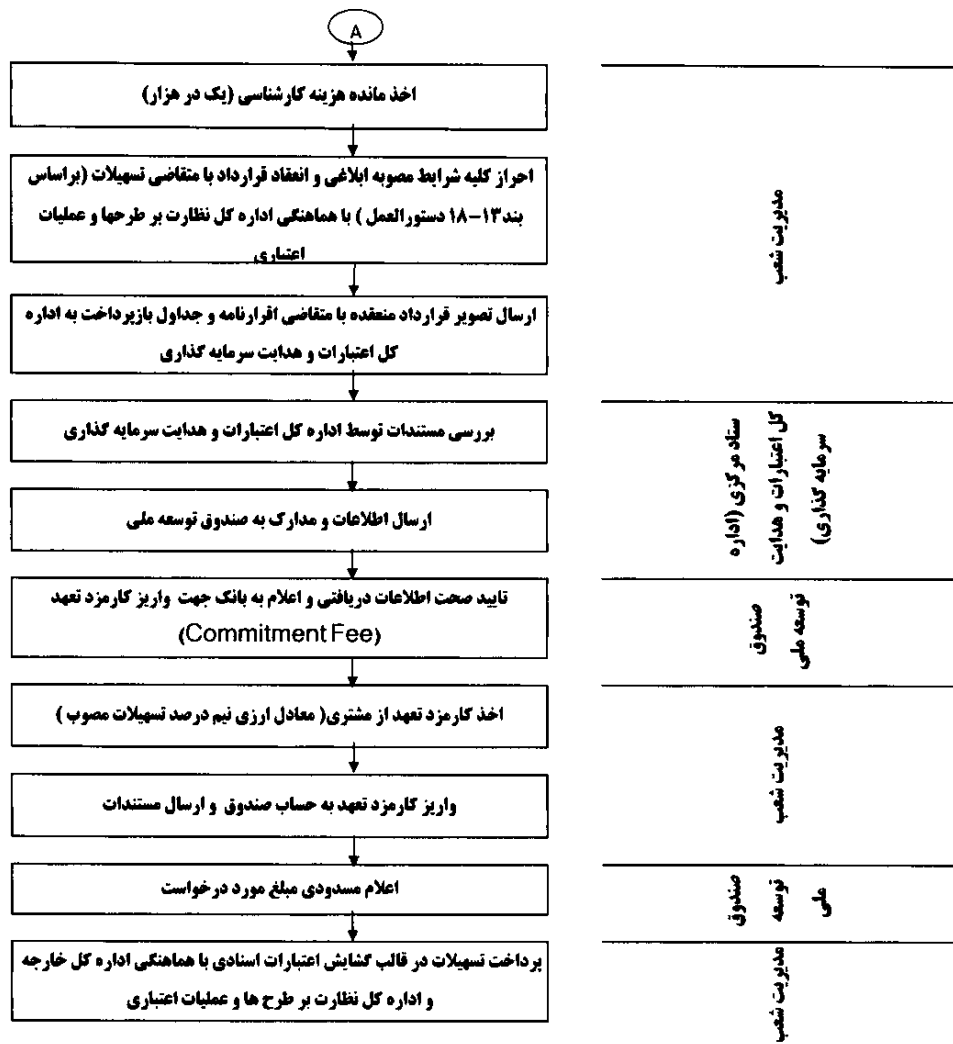 A
اخذ مانده هزینه کارشناسی (یک در هزار)
احراز کلیه شرایط مصوبه ابلاغی و انعقاد قرارداد با متقاضی تسهیلات (براساس
بند۱۳-۱۸ دستورالعمل ) با هماهنگی اداره کل نظارت بر طرحها و عملیات
اعتباری
ارسال تصویر قرارداد منعقده با متقاضی اقرارنامه و جداول بازپرداخت به اداره
کل اعتبارات و هدایت سرمایه گذاری
مدیریت شعب
بررسی مستندات توسط اداره کل اعتبارات و هدایت سرمایه گذاری
ارسال اطلاعات و مدارک به صندوق توسعه ملی
ستاد مرکزی (اداره
کل اعتبارات و هدایت
سرمایه گذاری)
تایید صحت اطلاعات دریافتی و اعلام به بانک جهت واریز کارمزد تعهد
(Commitment Fee)
صندوق
توسعه ملی
اخذ کارمزد تعهد از مشتری( معادل ارزی نیم درصد تسهیلات مصوب )
واریز کارمزد تعهد به حساب صندوق و ارسال مستندات
مدیریت شعب
اعلام مسدودی مبلغ مورد درخواست
صندوق
توسعه
ملی
پرداخت تسهیلات در قالب گشایش اعتبارات اسنادی با هماهنگی اداره کل خارجه
و اداره کل نظارت بر طرح ها و عملیات اعتباری
مدیریت شعب